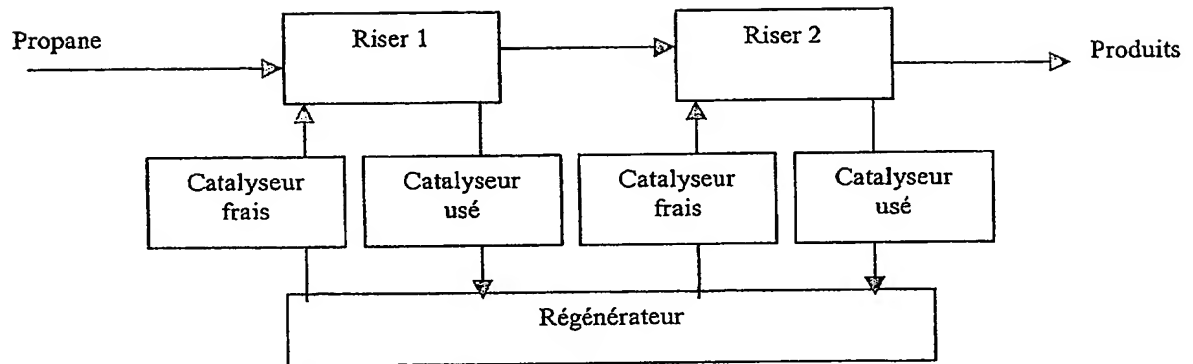 Propane
Riser 1
Riser 2
Produits
Catalyseur
frais
Catalyseur
usé
Catalyseur
frais
Catalyseur
usé
Régénérateur